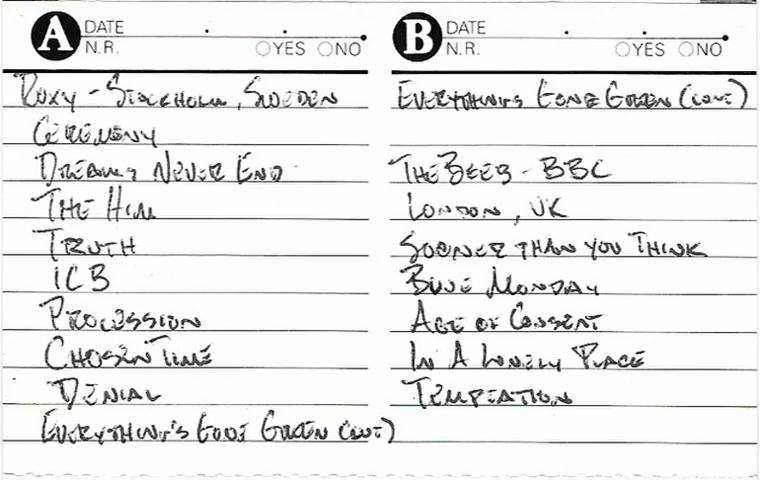 A DATE
N.R. YES NO
Roxy - Stockholm, Sweden
Ceremony
Dreams Never End
The Him
Truth
ICB
Procession
Chosen Time
Denial
Everything's Gone Green (cont)
B DATE
N.R. YES NO
Everything's Gone Green (cont)
The Beeb - BBC
London, UK
Sooner Than You Think
Blue Monday
Age of Consent
In A Lonely Place
Temptation